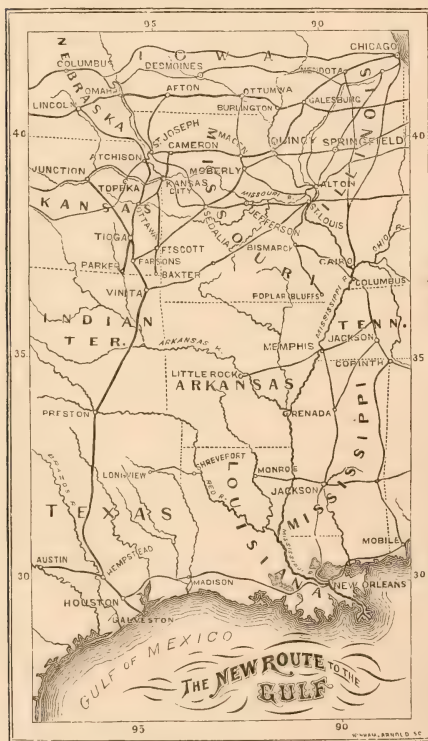 95 90
CHICAGO
NEBRASKA
IOWA
COLUMBUS
DESMOINES
MENDOTA
OMAHA
AFTON
OTTUMWA
LINCOLN
BURLINGTON
GALESBURG
ILLINOIS
40 40
ST. JOSEPH
MACON
QUINCY
SPRINGFIELD
ATCHISON
CAMERON
MOBERLY
JUNCTION
TOPEKA
KANSAS CITY
MISSOURI R.
ALTON
ST. LOUIS
KANSAS
OTTAWA
SEDALIA
JEFFERSON
MISSOURI
TIOGA
FT SCOTT
BISMARCK
OHIO R.
PARKER
PARSONS
CAIRO
BAXTER
COLUMBUS
VINITA
POPLAR BLUFFS
MISSISSIPPI R.
INDIAN TER.
TENN.
35 35
ARKANSAS R.
MEMPHIS
JACKSON
LITTLE ROCK
CORINTH
ARKANSAS
PRESTON
GRENADA
MISSISSIPPI
LONGVIEW
SHREVEPORT
MONROE
BRAZOS R.
RED R.
JACKSON
TEXAS
LOUISIANA
MISSISSIPPI
MOBILE
AUSTIN
HEMPSTEAD
30 30
MADISON
NEW ORLEANS
HOUSTON
GALVESTON
GULF OF MEXICO
THE NEW ROUTE TO THE
GULF
95 90